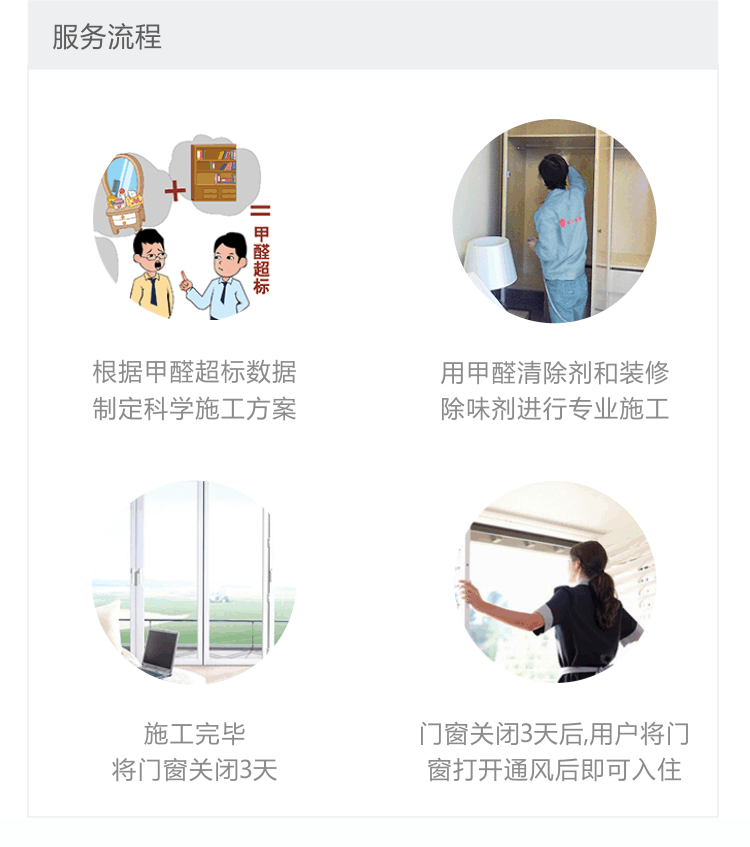 服务流程
+
=
甲醛超标
根据甲醛超标数据
制定科学施工方案
用甲醛清除剂和装修
除味剂进行专业施工
施工完毕
将门窗关闭3天
门窗关闭3天后,用户将门
窗打开通风后即可入住